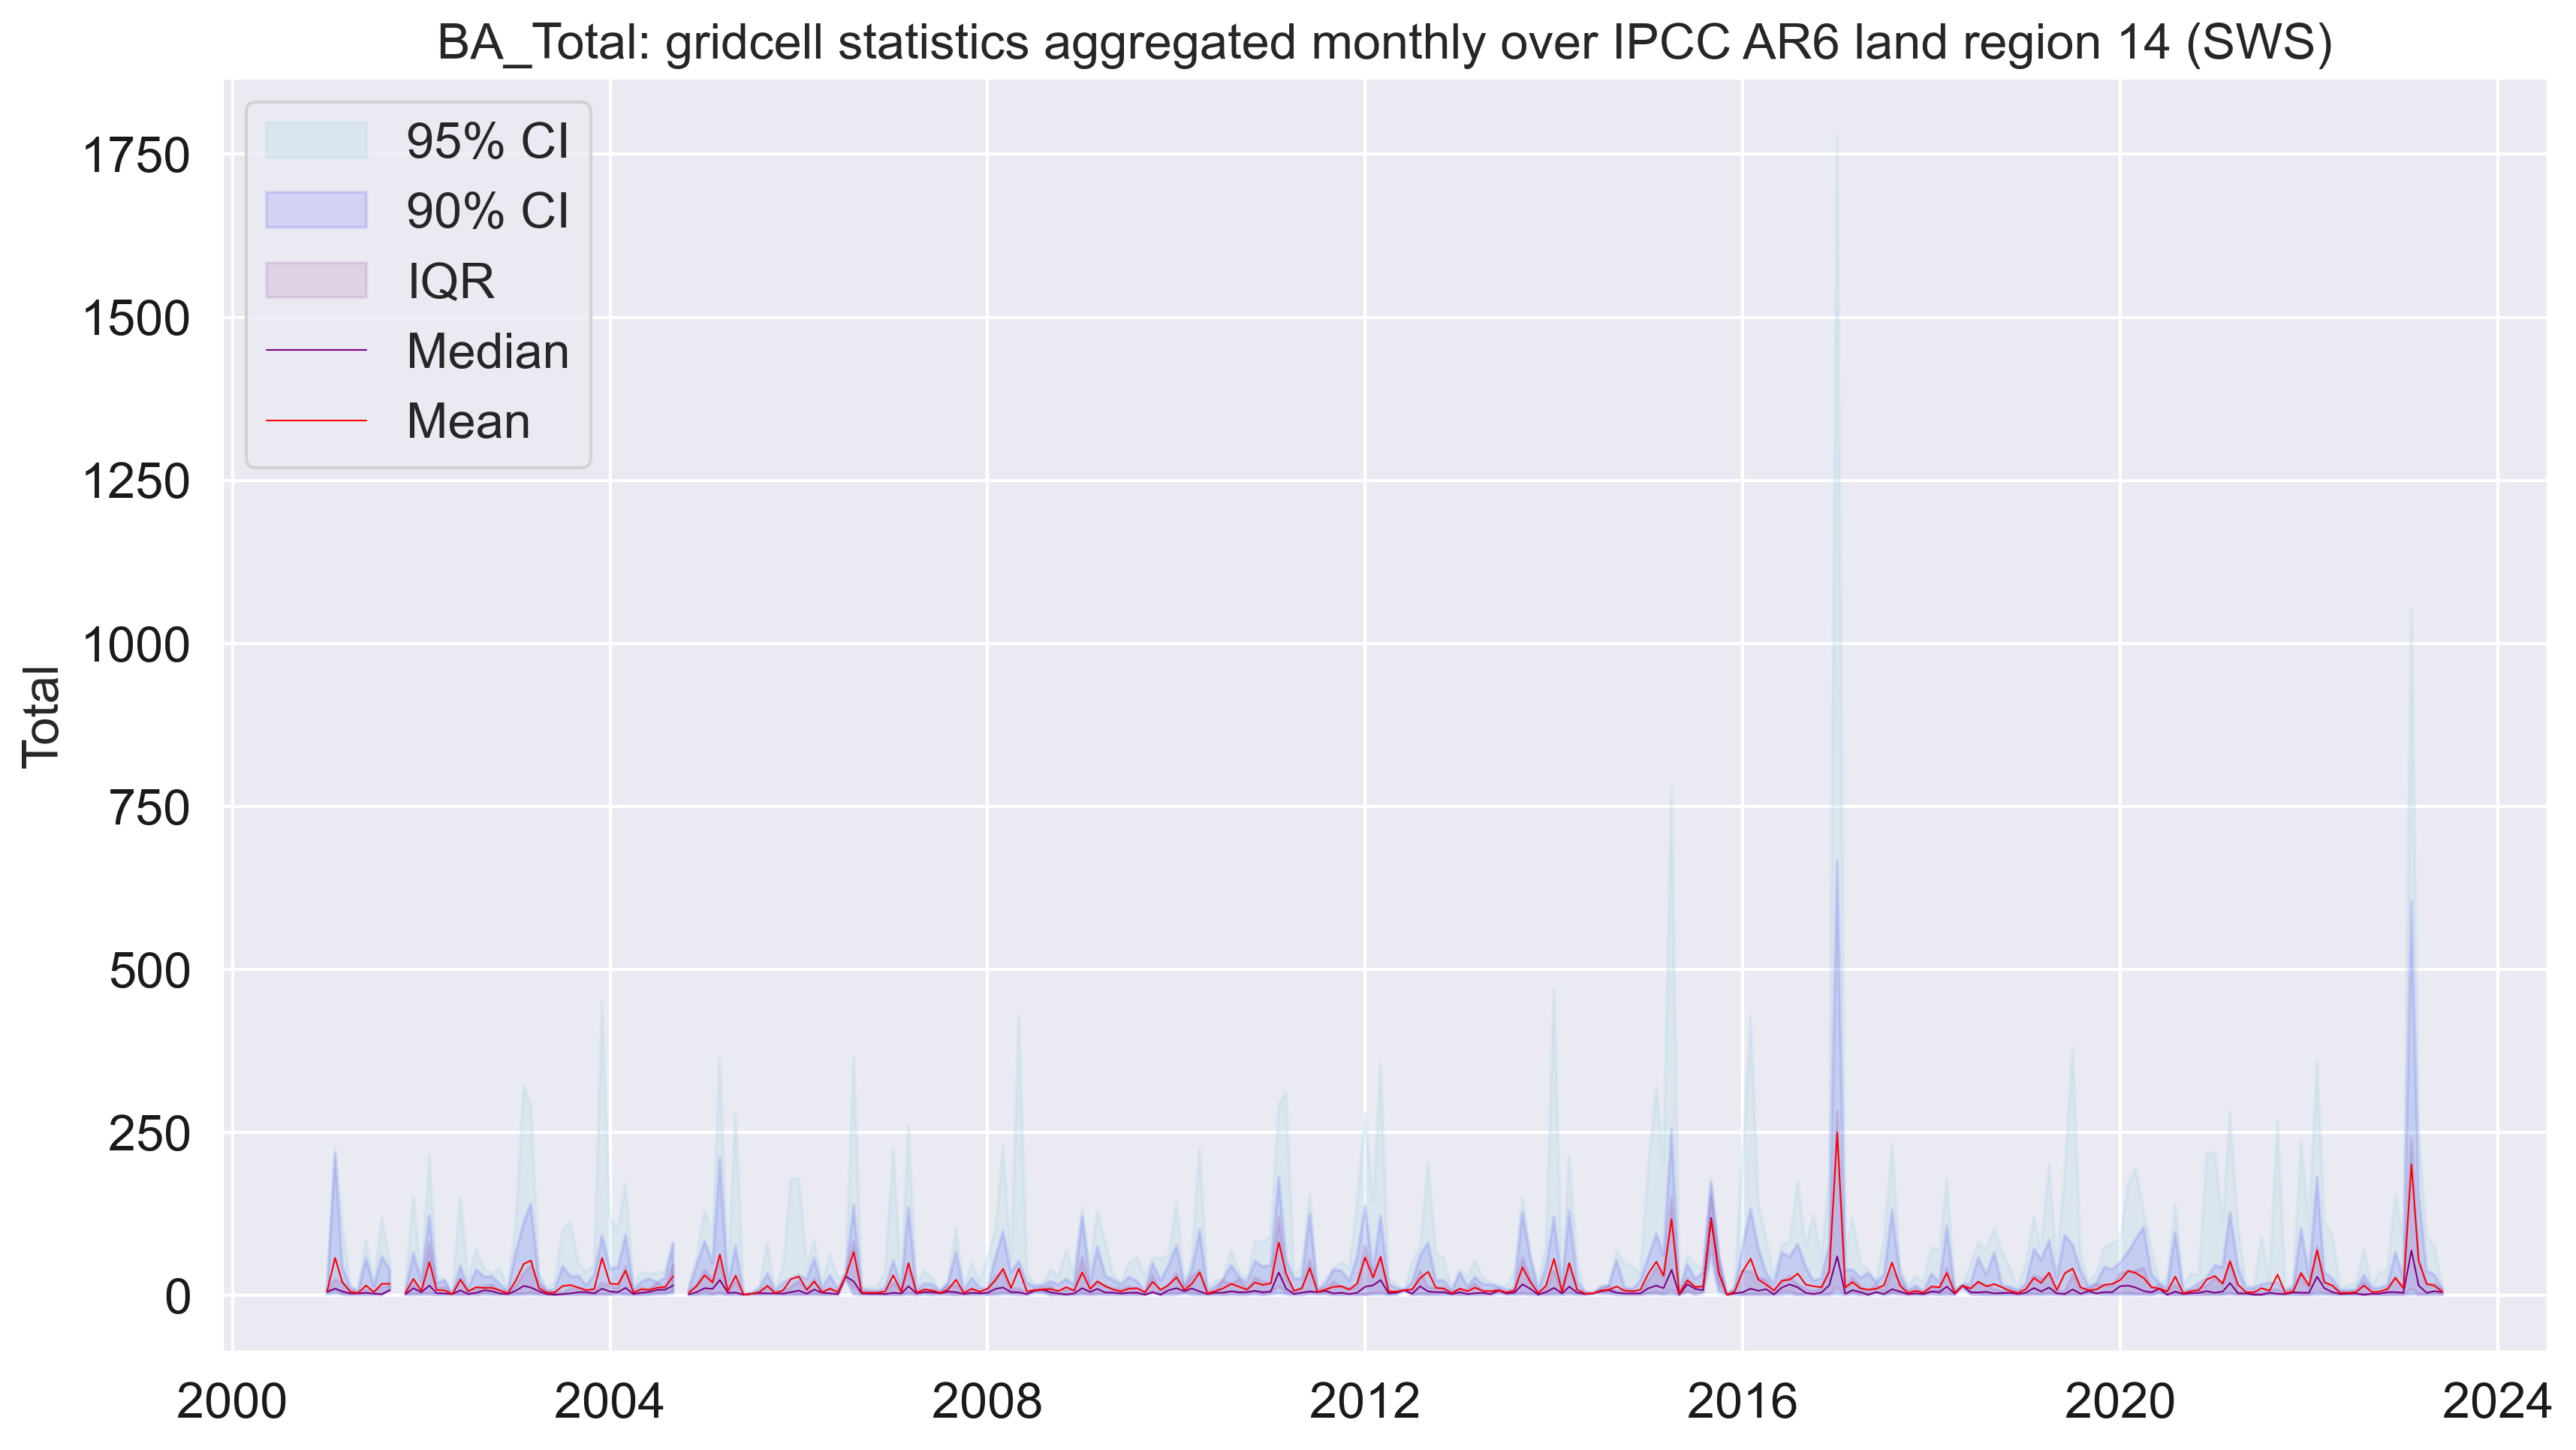 BA_Total: gridcell statistics aggregated monthly over IPCC AR6 land region 14 (SWS)
95% CI
90% CI
IQR
Median
Mean
Total
1750
1500
1250
1000
750
500
250
0
2000
2004
2008
2012
2016
2020
2024